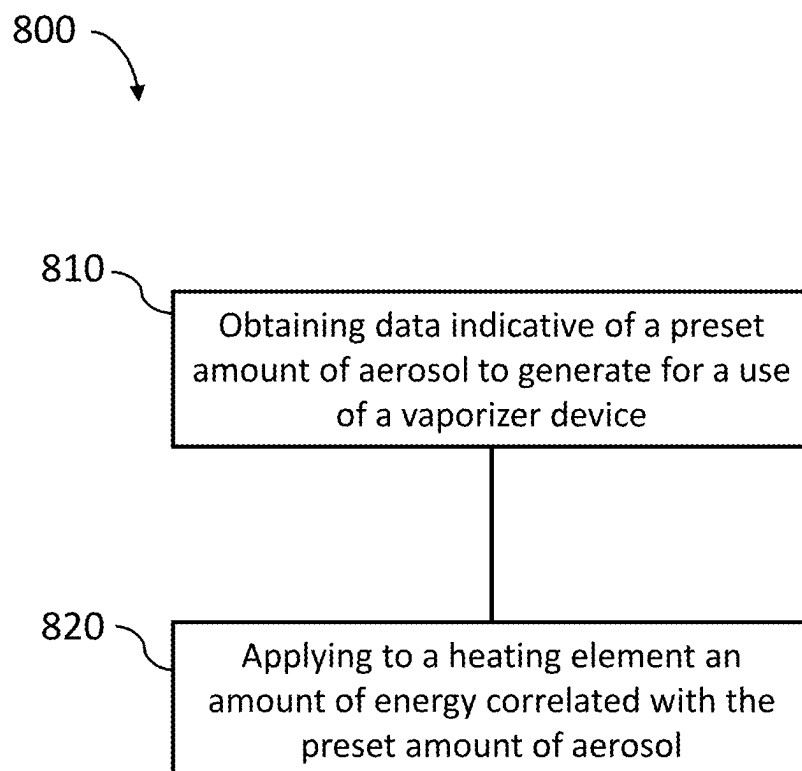 800
810
Obtaining data indicative of a preset
amount of aerosol to generate for a use
of a vaporizer device
820
Applying to a heating element an
amount of energy correlated with the
preset amount of aerosol